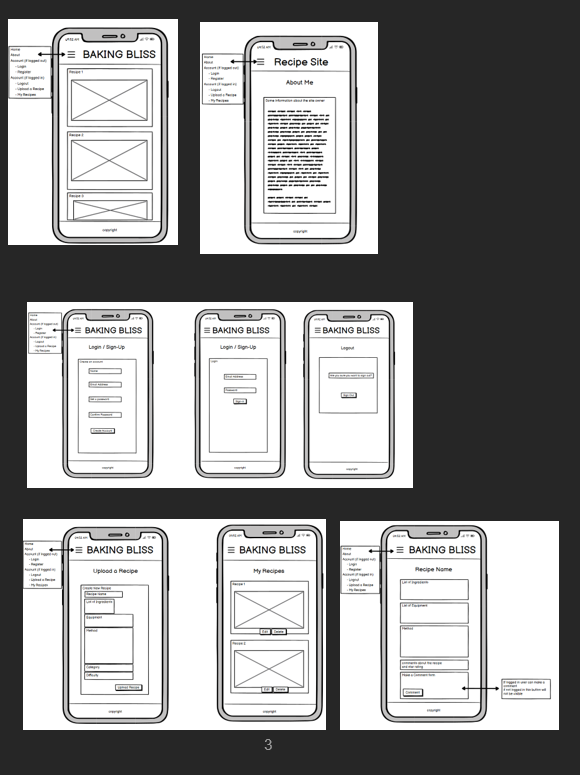 Home
About
Account (if logged out)
- Login
- Register
Account (if logged in)
- Logout
- Upload a Recipe
- My Recipes
BAKING BLISS
Recipe 1
Recipe 2
Recipe 3
copyright
Home
About
Account (if logged out)
- Login
- Register
Account (if logged in)
- Logout
- Upload a Recipe
- My Recipes
Recipe Site
About Me
Some information about the site owner
copyright
Home
About
Account (if logged out)
- Login
- Register
Account (if logged in)
- Logout
- Upload a Recipe
- My Recipes
BAKING BLISS
Login / Sign-Up
Create an account
Name
Email address
Set a password
Confirm Password
Create Account
copyright
BAKING BLISS
Login / Sign-Up
Login
Email address
Password
Sign In
copyright
BAKING BLISS
Logout
Are you sure you want to sign out?
Sign Out
copyright
Home
About
Account (if logged out)
- Login
- Register
Account (if logged in)
- Logout
- Upload a Recipe
- My Recipes
BAKING BLISS
Upload a Recipe
Create New Recipe
Recipe Name
List of Ingredients
Equipment
Method
Category
Difficulty
Upload Recipe
copyright
BAKING BLISS
My Recipes
Recipe 1
Edit Delete
Recipe 2
Edit Delete
copyright
Home
About
Account (if logged out)
- Login
- Register
Account (if logged in)
- Logout
- Upload a Recipe
- My Recipes
BAKING BLISS
Recipe Name
List of Ingredients
List of Equipment
Method
comments about the recipe
and star rating
Make a Comment form
Comment
copyright
If logged in user can make a
comment
If not logged in this button will
not be visible
3